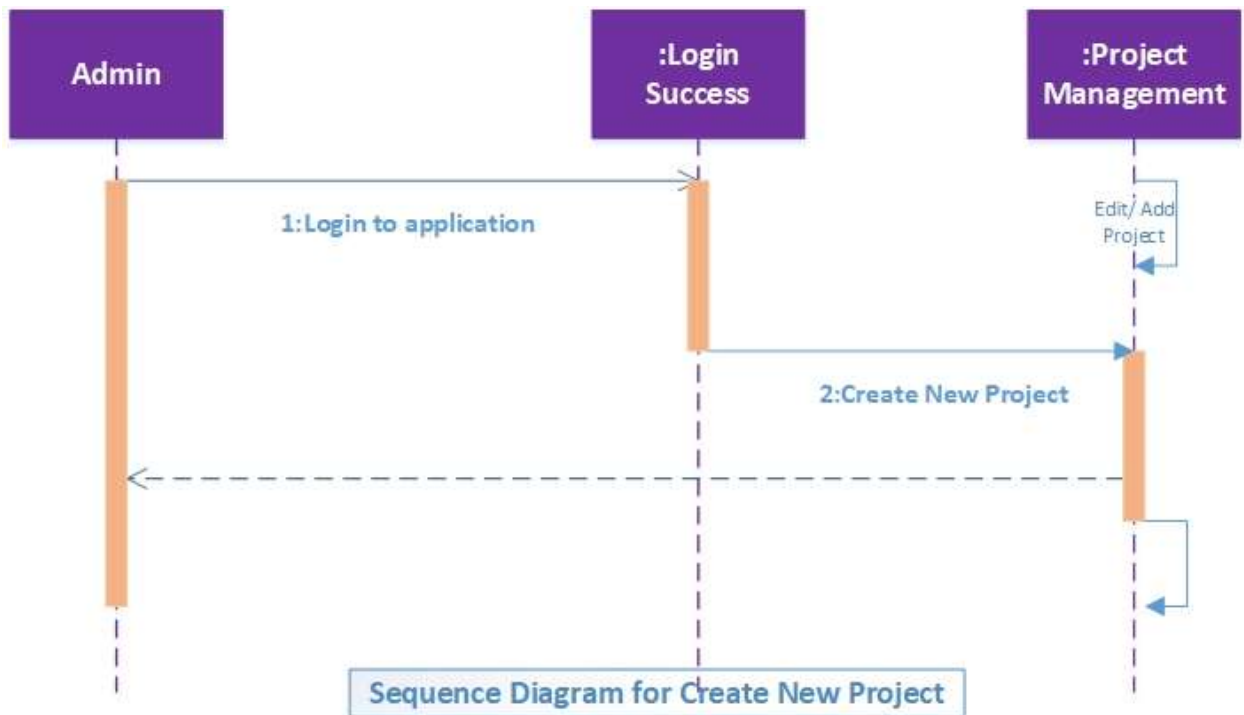 Admin
:Login
Success
:Project
Management
1:Login to application
Edit/ Add
Project
2:Create New Project
Sequence Diagram for Create New Project